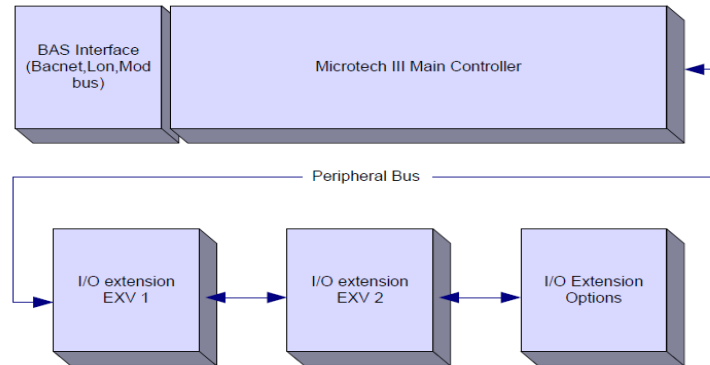 BAS Interface
(Bacnet,Lon,Mod
bus)
Microtech III Main Controller
Peripheral Bus
I/O extension
EXV 1
I/O extension
EXV 2
I/O Extension
Options